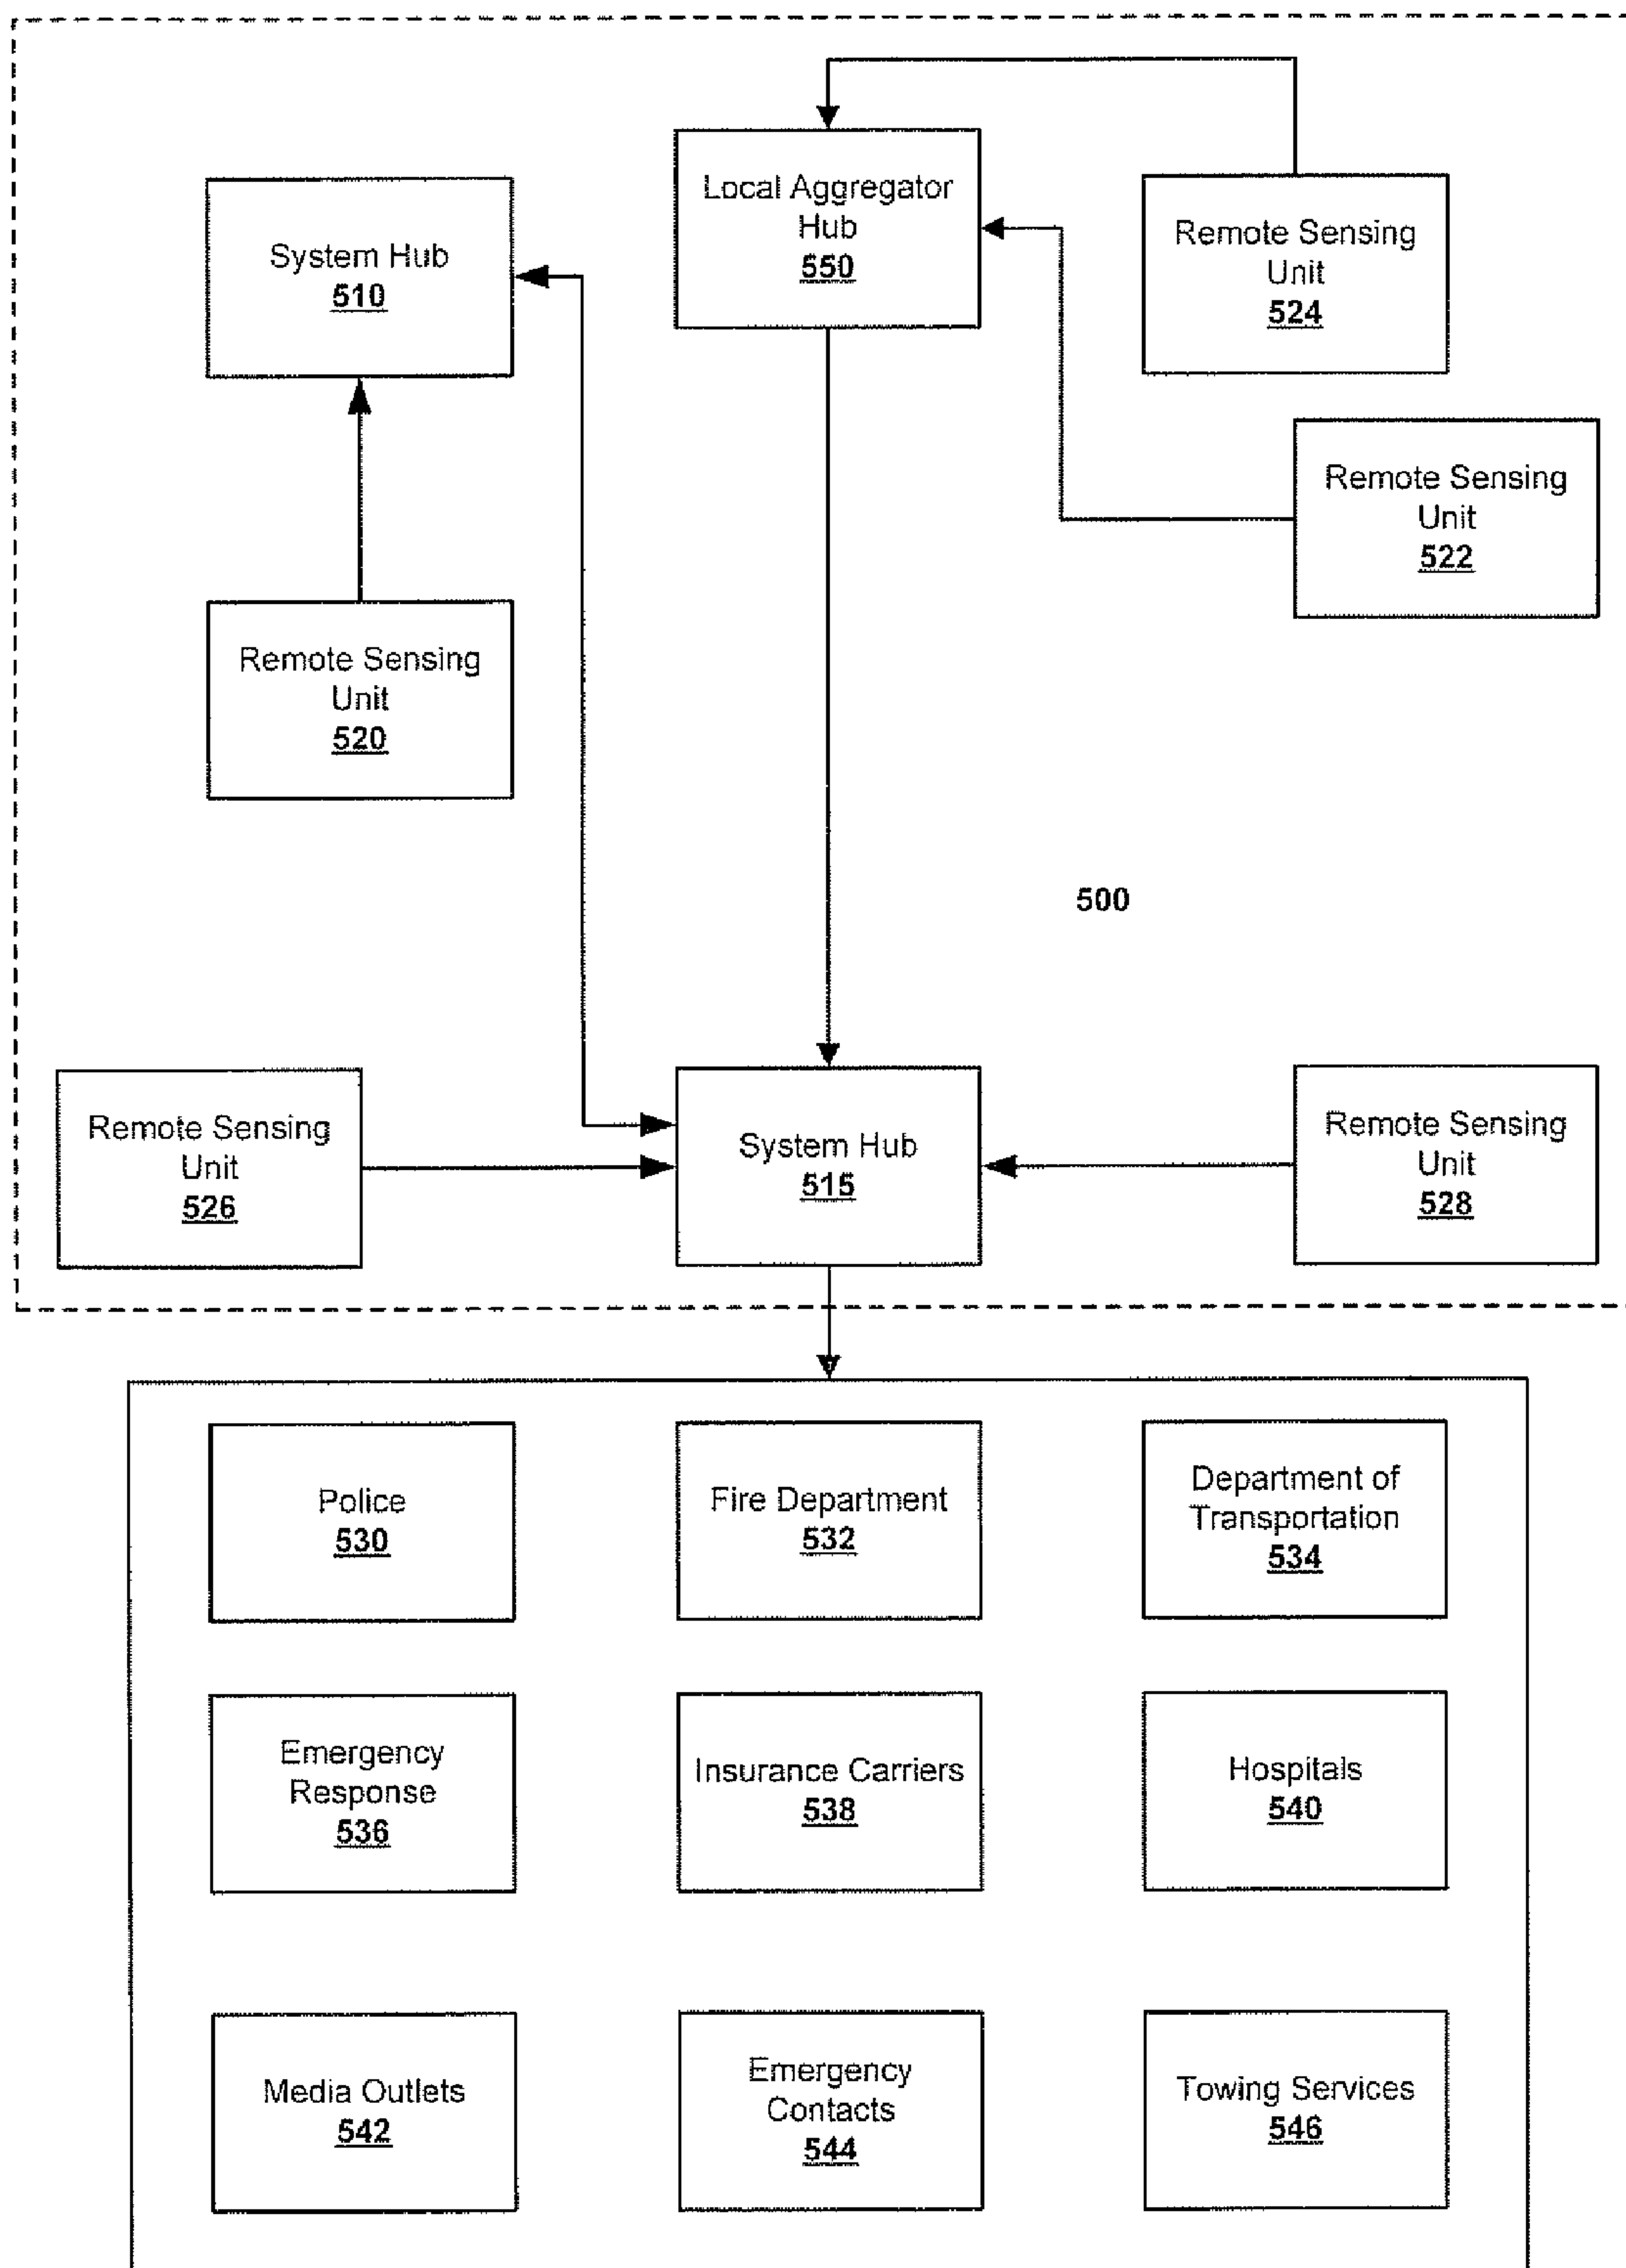 Local Aggregator
Hub
550
System Hub
510
Remote Sensing
Unit
524
Remote Sensing
Unit
522
Remote Sensing
Unit
520
500
Remote Sensing
Unit
526
System Hub
515
Remote Sensing
Unit
528
Police
530
Fire Department
532
Department of
Transportation
534
Emergency
Response
536
Insurance Carriers
538
Hospitals
540
Media Outlets
542
Emergency
Contacts
544
Towing Services
546